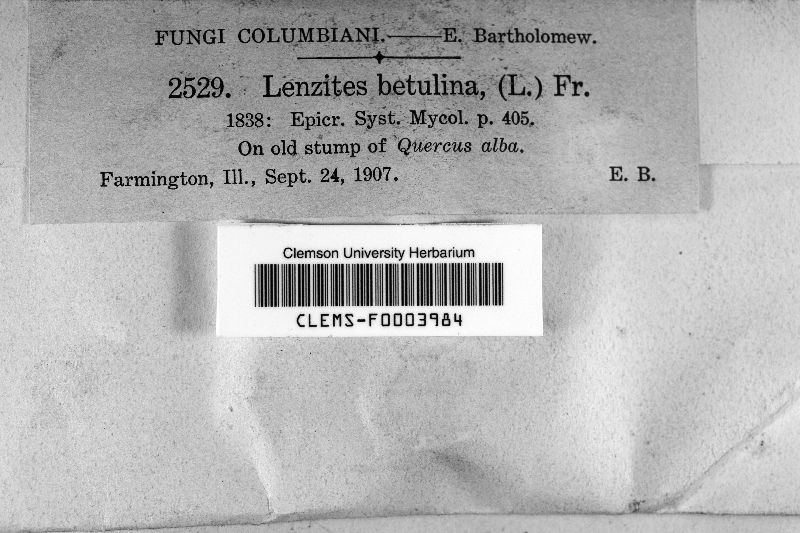 FUNGI COLUMBIANI.——E. Bartholomew.
2529. Lenzites betulina, (L.) Fr.
1838: Epicr. Syst. Mycol. p. 405.
On old stump of Quercus alba.
Farmington, Ill., Sept. 24, 1907. E. B.
Clemson University Herbarium
CLEMS-F0003984